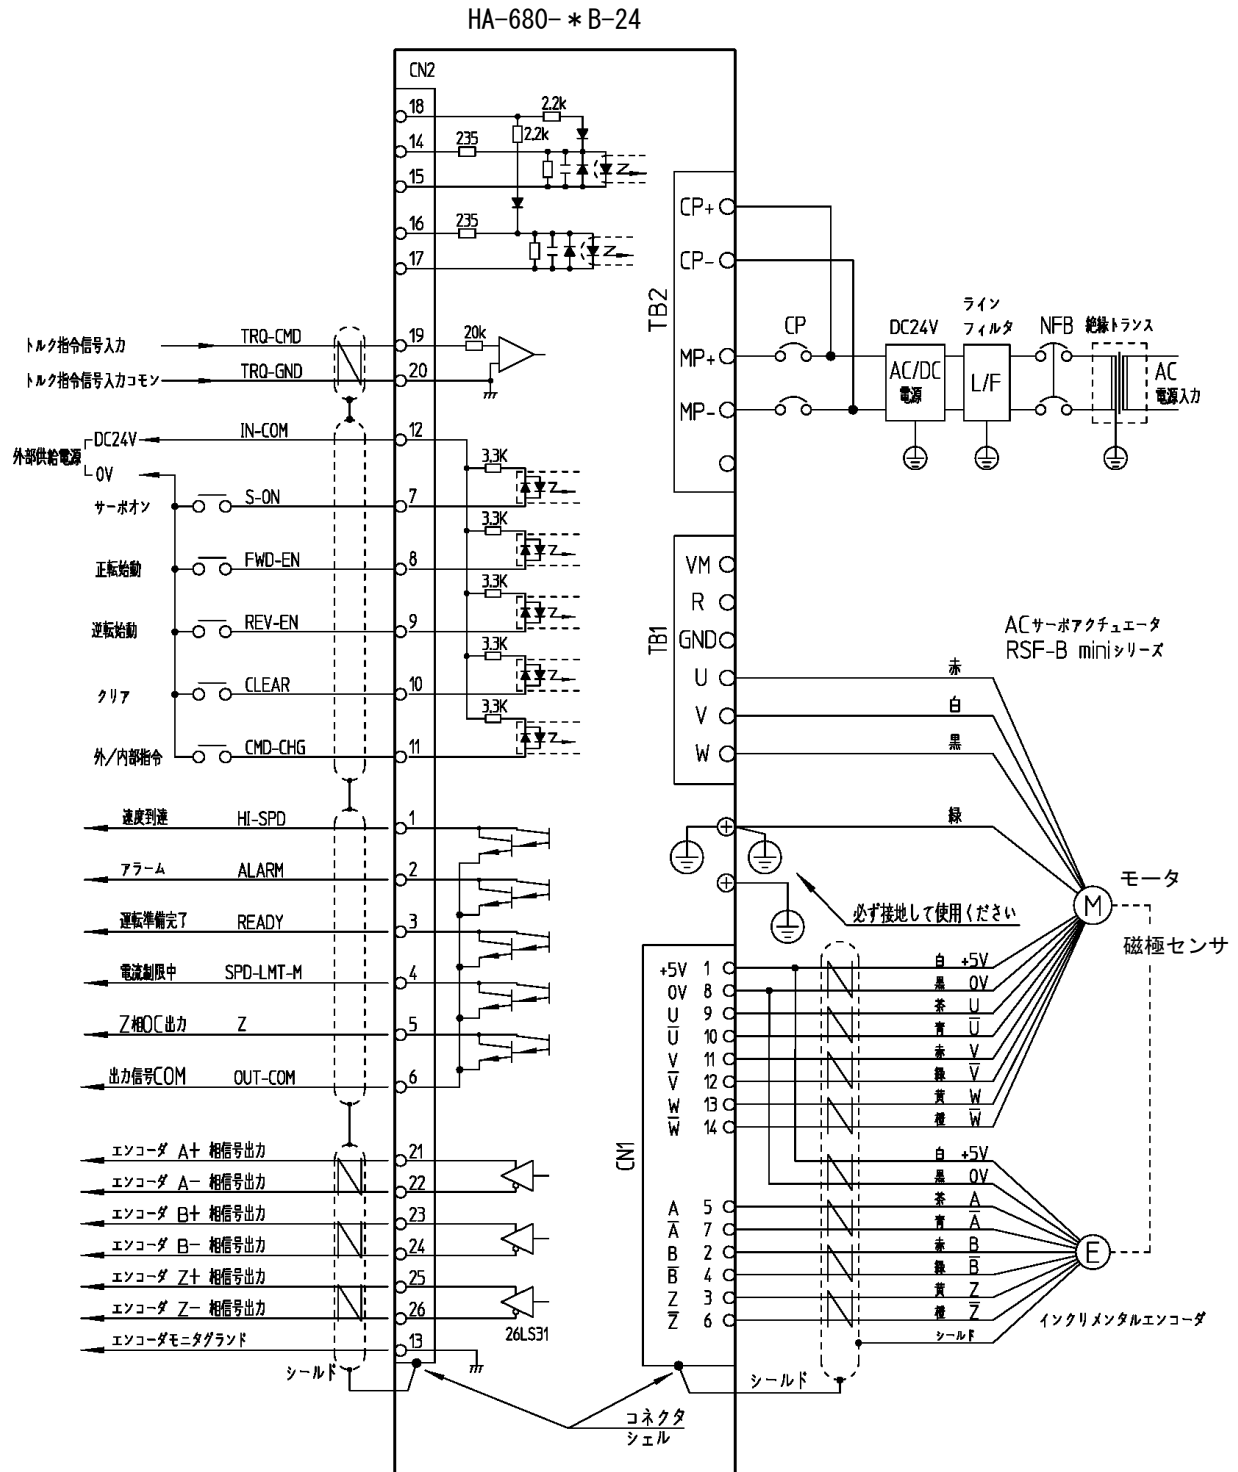 HA-680-＊B-24
CN2
18
2.2k
2.2k
14
235
15
16
235
17
トルク指令信号入力
TRQ-CMD
19
20k
トルク指令信号入力コモン
TRQ-GND
20
外部供給電源
DC24V
IN-COM
12
0V
3.3K
サーボオン
S-ON
7
3.3K
正転始動
FWD-EN
8
3.3K
逆転始動
REV-EN
9
3.3K
クリア
CLEAR
10
3.3K
外/内部指令
CMD-CHG
11
速度到達
HI-SPD
1
アラーム
ALARM
2
運転準備完了
READY
3
電流制限中
SPD-LMT-M
4
Z相OC出力
Z
5
出力信号COM
OUT-COM
6
エンコーダ A+ 相信号出力
21
エンコーダ A- 相信号出力
22
エンコーダ B+ 相信号出力
23
エンコーダ B- 相信号出力
24
エンコーダ Z+ 相信号出力
25
エンコーダ Z- 相信号出力
26
26LS31
エンコーダモニタグランド
13
シールド
コネクタ
シェル
TB2
CP+
CP-
MP+
MP-
CP
DC24V
AC/DC
電源
ライン
フィルタ
L/F
NFB
絶縁トランス
AC
電源入力
TB1
VM
R
GND
U
V
W
ACサーボアクチュエータ
RSF-B miniシリーズ
赤
白
黒
緑
必ず接地して使用ください
M
モータ
磁極センサ
CN1
+5V 1 白 +5V
0V 8 黒 0V
U 9 茶 U
U̅ 10 青 U̅
V 11 赤 V
V̅ 12 緑 V̅
W 13 黄 W
W̅ 14 橙 W̅
白 +5V
黒 0V
A 5 茶 A
A̅ 7 青 A̅
B 2 赤 B
B̅ 4 緑 B̅
Z 3 黄 Z
Z̅ 6 橙 Z̅
シールド
E
インクリメンタルエンコーダ
シールド